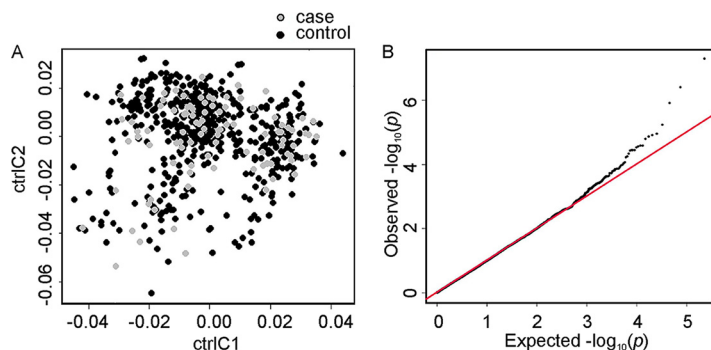 case
control
A
0.02
0.00
-0.02
-0.04
-0.06
ctrlC2
-0.04
-0.02
0.00
0.02
0.04
ctrlC1
B
6
4
2
0
Observed -log₁₀(p)
0
1
2
3
4
5
Expected -log₁₀(p)